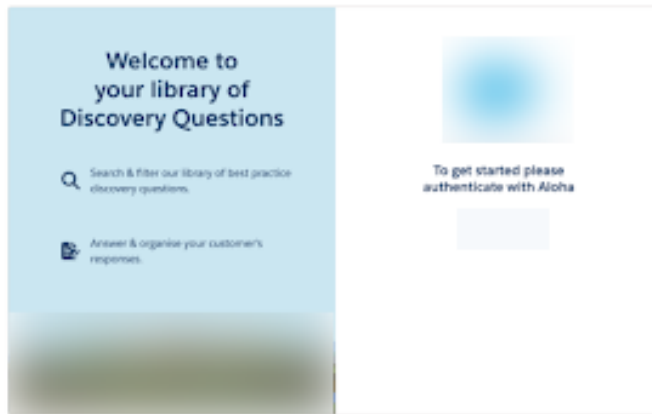 Welcome to
your library of
Discovery Questions
Search & filter our library of best practice
discovery questions.
Answer & organise your customer's
responses.
To get started please
authenticate with Aloha